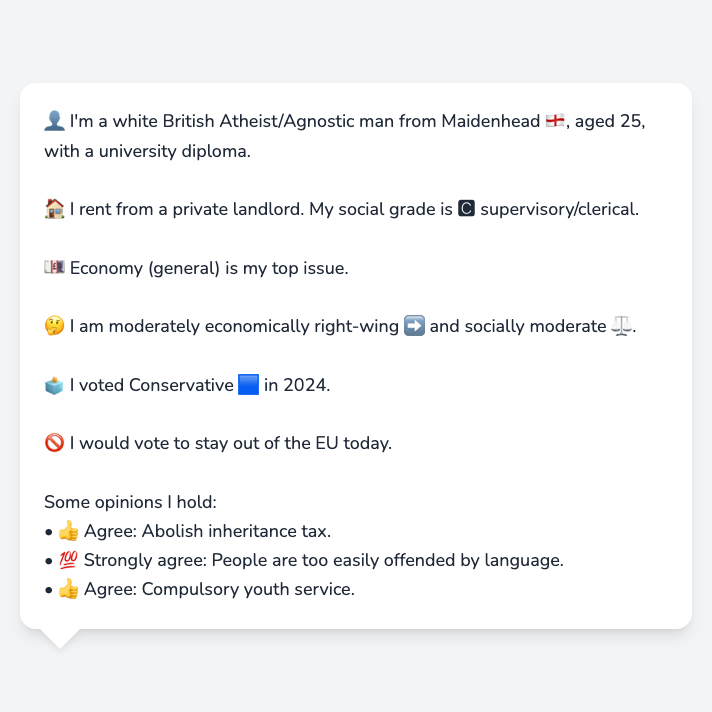 👤 I'm a white British Atheist/Agnostic man from Maidenhead 🏴󠁧󠁢󠁥󠁮󠁧󠁿, aged 25,
with a university diploma.
🏠 I rent from a private landlord. My social grade is 🅲 supervisory/clerical.
💷 Economy (general) is my top issue.
🤔 I am moderately economically right-wing ➡️ and socially moderate ⚖️.
🗳️ I voted Conservative 🟦 in 2024.
🚫 I would vote to stay out of the EU today.
Some opinions I hold:
• 👍 Agree: Abolish inheritance tax.
• 💯 Strongly agree: People are too easily offended by language.
• 👍 Agree: Compulsory youth service.